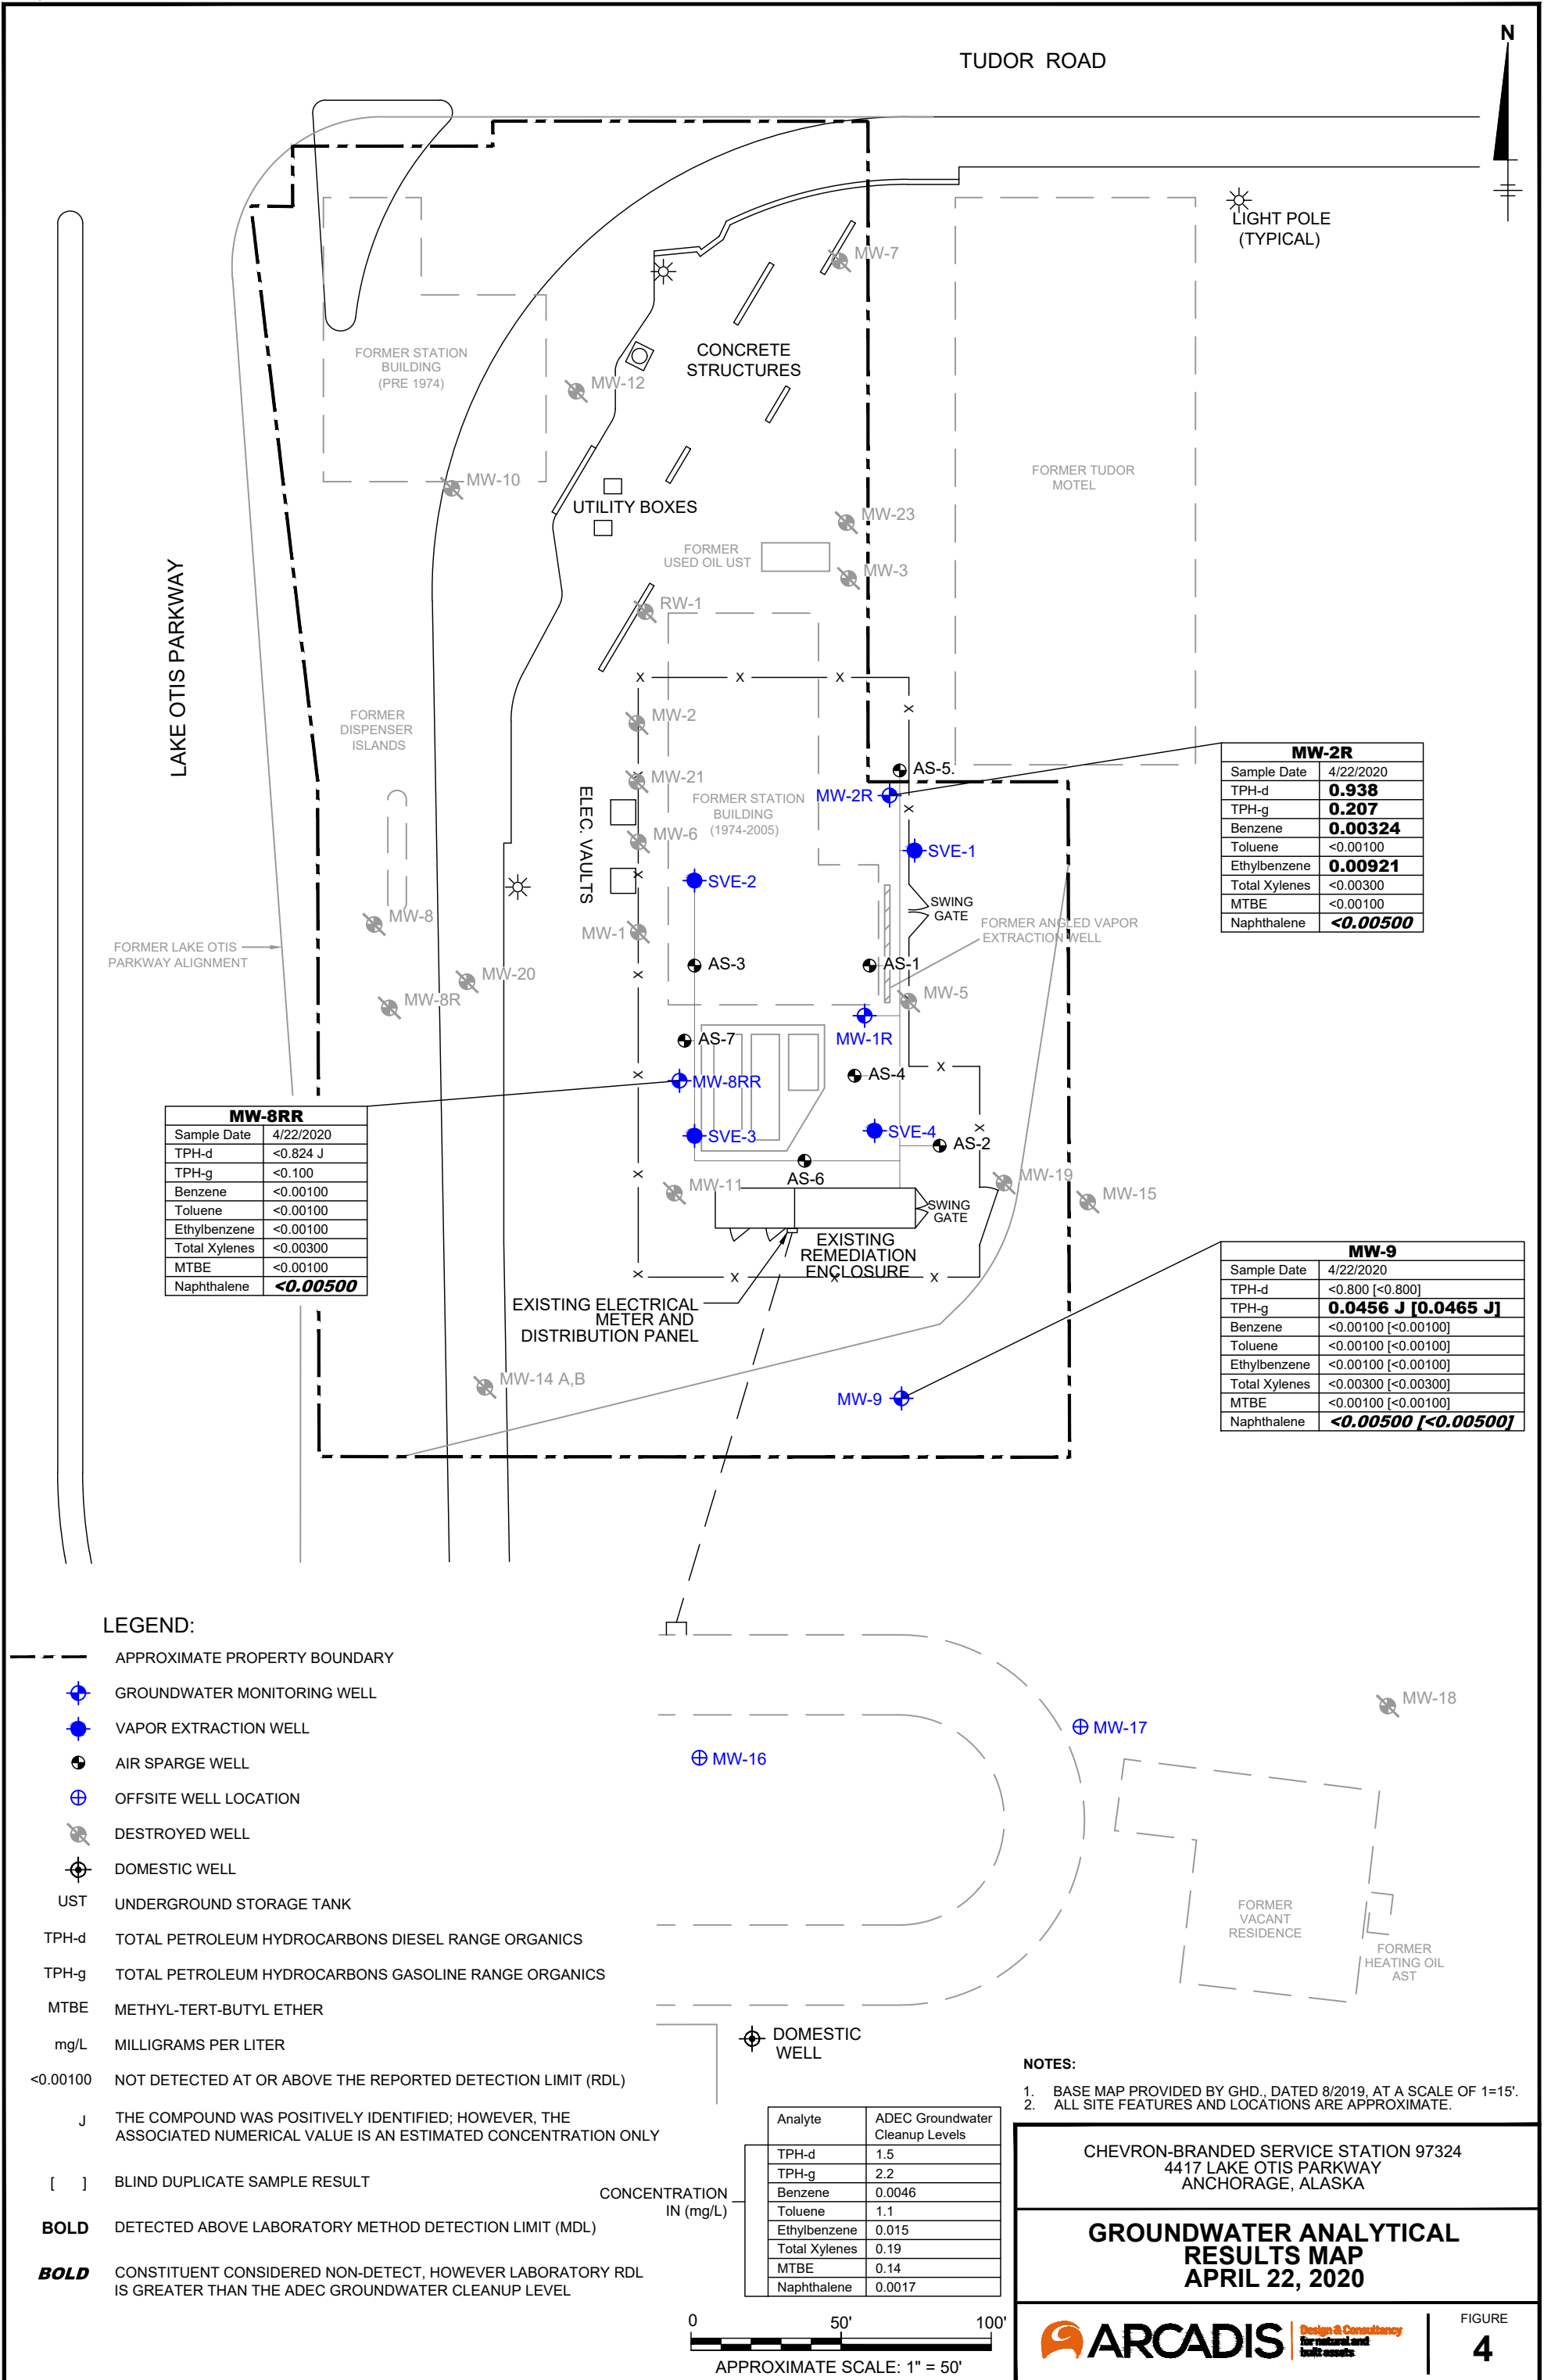 TUDOR ROAD
N
LIGHT POLE
(TYPICAL)
MW-7
CONCRETE
STRUCTURES
FORMER STATION
BUILDING
(PRE 1974)
MW-12
MW-10
UTILITY BOXES
FORMER TUDOR
MOTEL
MW-23
FORMER
USED OIL UST
MW-3
RW-1
LAKE OTIS PARKWAY
X X X
X
FORMER
DISPENSER
ISLANDS
MW-2
MW-21
AS-5.
MW-2R
X
X
FORMER STATION
BUILDING
(1974-2005)
ELEC. VAULTS
MW-6
SVE-1
SVE-2
X
SWING
GATE
MW-8
MW-1
FORMER ANGLED VAPOR
EXTRACTION WELL
FORMER LAKE OTIS
PARKWAY ALIGNMENT
AS-3
AS-1
X
MW-20
MW-8R
MW-5
MW-1R
AS-7
X
AS-4
X
MW-8RR
SVE-3
SVE-4
X
AS-2
X
AS-6
MW-11
MW-19
MW-15
SWING
GATE
EXISTING
REMEDIATION
ENCLOSURE
X X X X
EXISTING ELECTRICAL
METER AND
DISTRIBUTION PANEL
MW-14 A,B
MW-9
MW-2R
Sample Date 4/22/2020
TPH-d 0.938
TPH-g 0.207
Benzene 0.00324
Toluene <0.00100
Ethylbenzene 0.00921
Total Xylenes <0.00300
MTBE <0.00100
Naphthalene <0.00500
MW-8RR
Sample Date 4/22/2020
TPH-d <0.824 J
TPH-g <0.100
Benzene <0.00100
Toluene <0.00100
Ethylbenzene <0.00100
Total Xylenes <0.00300
MTBE <0.00100
Naphthalene <0.00500
MW-9
Sample Date 4/22/2020
TPH-d <0.800 [<0.800]
TPH-g 0.0456 J [0.0465 J]
Benzene <0.00100 [<0.00100]
Toluene <0.00100 [<0.00100]
Ethylbenzene <0.00100 [<0.00100]
Total Xylenes <0.00300 [<0.00300]
MTBE <0.00100 [<0.00100]
Naphthalene <0.00500 [<0.00500]
LEGEND:
APPROXIMATE PROPERTY BOUNDARY
GROUNDWATER MONITORING WELL
VAPOR EXTRACTION WELL
AIR SPARGE WELL
OFFSITE WELL LOCATION
DESTROYED WELL
DOMESTIC WELL
UST UNDERGROUND STORAGE TANK
TPH-d TOTAL PETROLEUM HYDROCARBONS DIESEL RANGE ORGANICS
TPH-g TOTAL PETROLEUM HYDROCARBONS GASOLINE RANGE ORGANICS
MTBE METHYL-TERT-BUTYL ETHER
mg/L MILLIGRAMS PER LITER
<0.00100 NOT DETECTED AT OR ABOVE THE REPORTED DETECTION LIMIT (RDL)
J THE COMPOUND WAS POSITIVELY IDENTIFIED; HOWEVER, THE
ASSOCIATED NUMERICAL VALUE IS AN ESTIMATED CONCENTRATION ONLY
[ ] BLIND DUPLICATE SAMPLE RESULT
BOLD DETECTED ABOVE LABORATORY METHOD DETECTION LIMIT (MDL)
BOLD CONSTITUENT CONSIDERED NON-DETECT, HOWEVER LABORATORY RDL
IS GREATER THAN THE ADEC GROUNDWATER CLEANUP LEVEL
MW-18
MW-17
MW-16
FORMER
VACANT
RESIDENCE
FORMER
HEATING OIL
AST
DOMESTIC
WELL
NOTES:
1. BASE MAP PROVIDED BY GHD., DATED 8/2019, AT A SCALE OF 1=15'.
2. ALL SITE FEATURES AND LOCATIONS ARE APPROXIMATE.
CONCENTRATION
IN (mg/L)
Analyte ADEC Groundwater
Cleanup Levels
TPH-d 1.5
TPH-g 2.2
Benzene 0.0046
Toluene 1.1
Ethylbenzene 0.015
Total Xylenes 0.19
MTBE 0.14
Naphthalene 0.0017
0 50' 100'
APPROXIMATE SCALE: 1" = 50'
CHEVRON-BRANDED SERVICE STATION 97324
4417 LAKE OTIS PARKWAY
ANCHORAGE, ALASKA
GROUNDWATER ANALYTICAL
RESULTS MAP
APRIL 22, 2020
ARCADIS
Design & Consultancy
for natural and
built assets
FIGURE
4